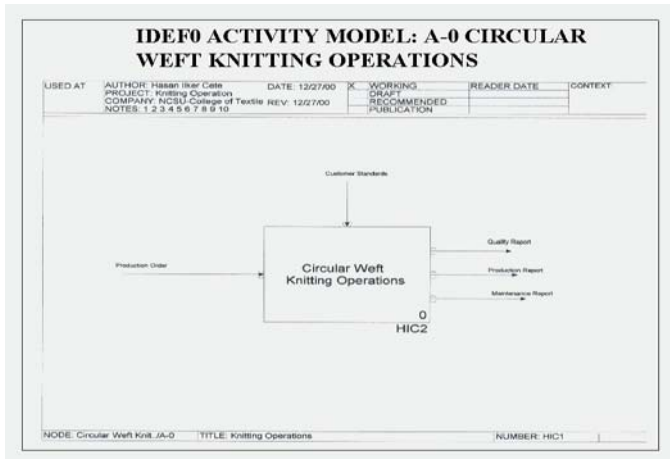 IDEF0 ACTIVITY MODEL: A-0 CIRCULAR
WEFT KNITTING OPERATIONS
USED AT
AUTHOR: Hasan Ilker Cete
DATE: 12/27/00
X
WORKING
READER DATE
CONTEXT
PROJECT: Knitting Operation
DRAFT
COMPANY: NCSU-College of Textile
REV: 12/27/00
RECOMMENDED
NOTES: 1 2 3 4 5 6 7 8 9 10
PUBLICATION
Customer Standards
Quality Report
Production Order
Circular Weft
Knitting Operations
Production Report
Maintenance Report
0
HIC2
NODE: Circular Weft Knit../A-0
TITLE: Knitting Operations
NUMBER: HIC1